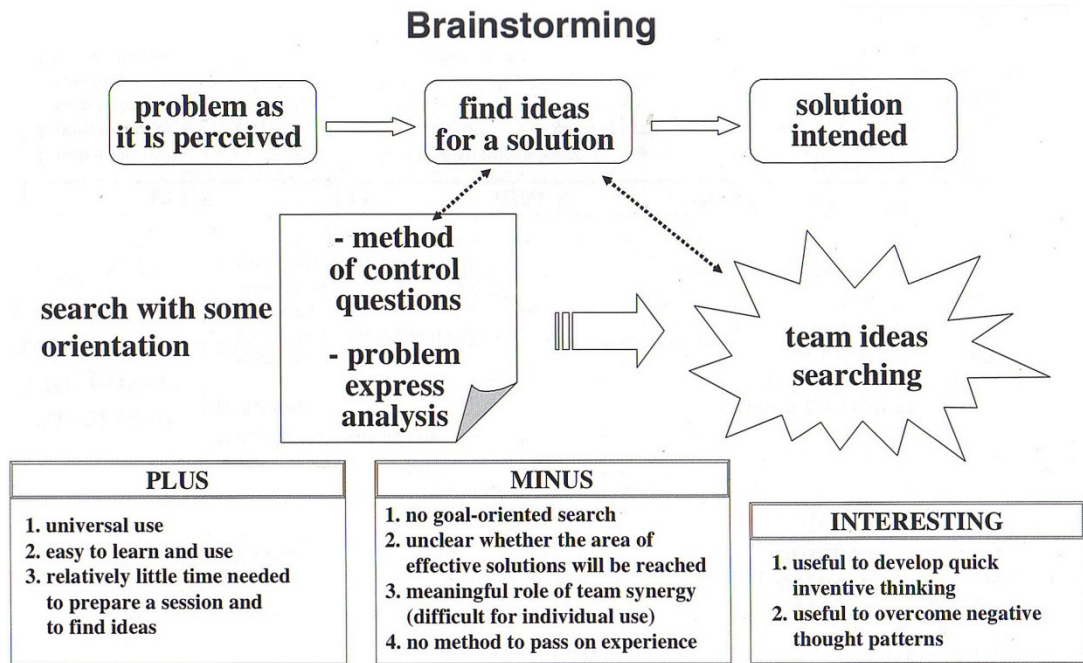 Brainstorming
problem as
it is perceived
find ideas
for a solution
solution
intended
search with some
orientation
- method
of control
questions
- problem
express
analysis
team ideas
searching
PLUS
1. universal use
2. easy to learn and use
3. relatively little time needed
to prepare a session and
to find ideas
MINUS
1. no goal-oriented search
2. unclear whether the area of
effective solutions will be reached
3. meaningful role of team synergy
(difficult for individual use)
4. no method to pass on experience
INTERESTING
1. useful to develop quick
inventive thinking
2. useful to overcome negative
thought patterns